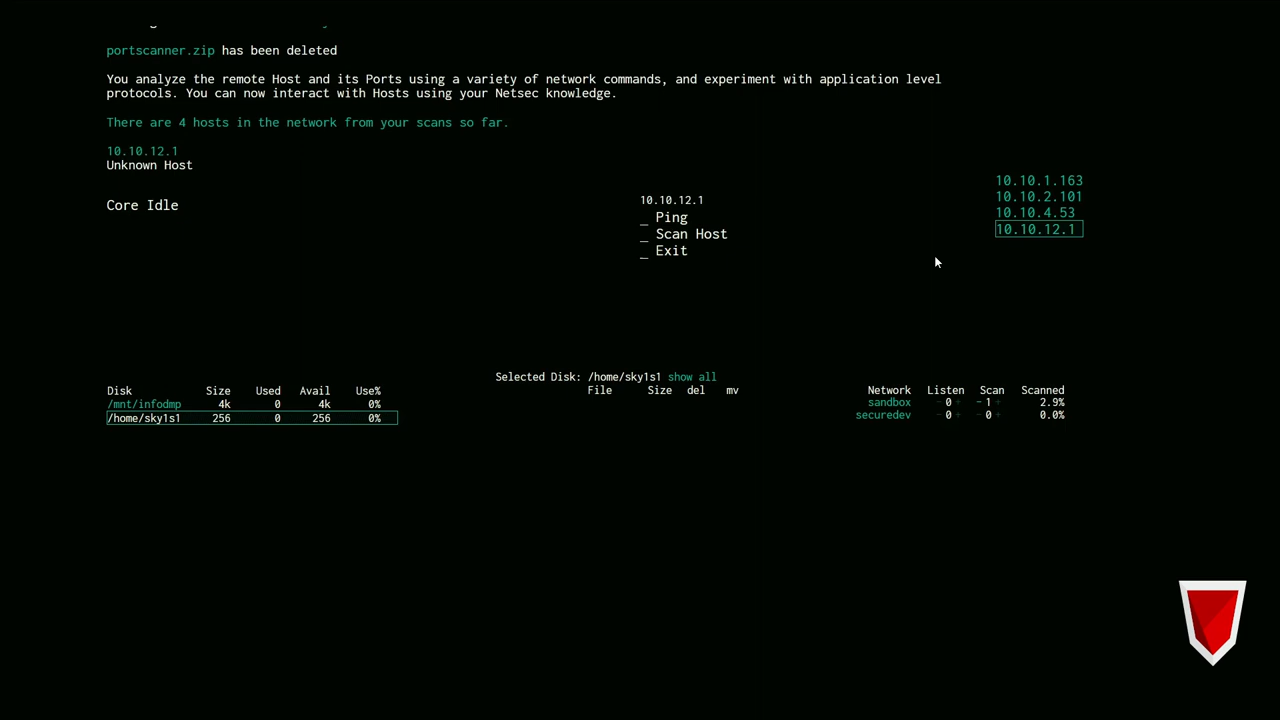 portscanner.zip has been deleted
You analyze the remote Host and its Ports using a variety of network commands, and experiment with application level
protocols. You can now interact with Hosts using your Netsec knowledge.
There are 4 hosts in the network from your scans so far.
10.10.12.1
Unknown Host
Core Idle
10.10.12.1
_ Ping
_ Scan Host
_ Exit
10.10.1.163
10.10.2.101
10.10.4.53
10.10.12.1
Selected Disk: /home/sky1s1 show all
Disk Size Used Avail Use%
/mnt/infodmp 4k 0 4k 0%
/home/sky1s1 256 0 256 0%
File Size del mv
Network Listen Scan Scanned
sandbox - 0 + - 1 + 2.9%
securedev - 0 + - 0 + 0.0%